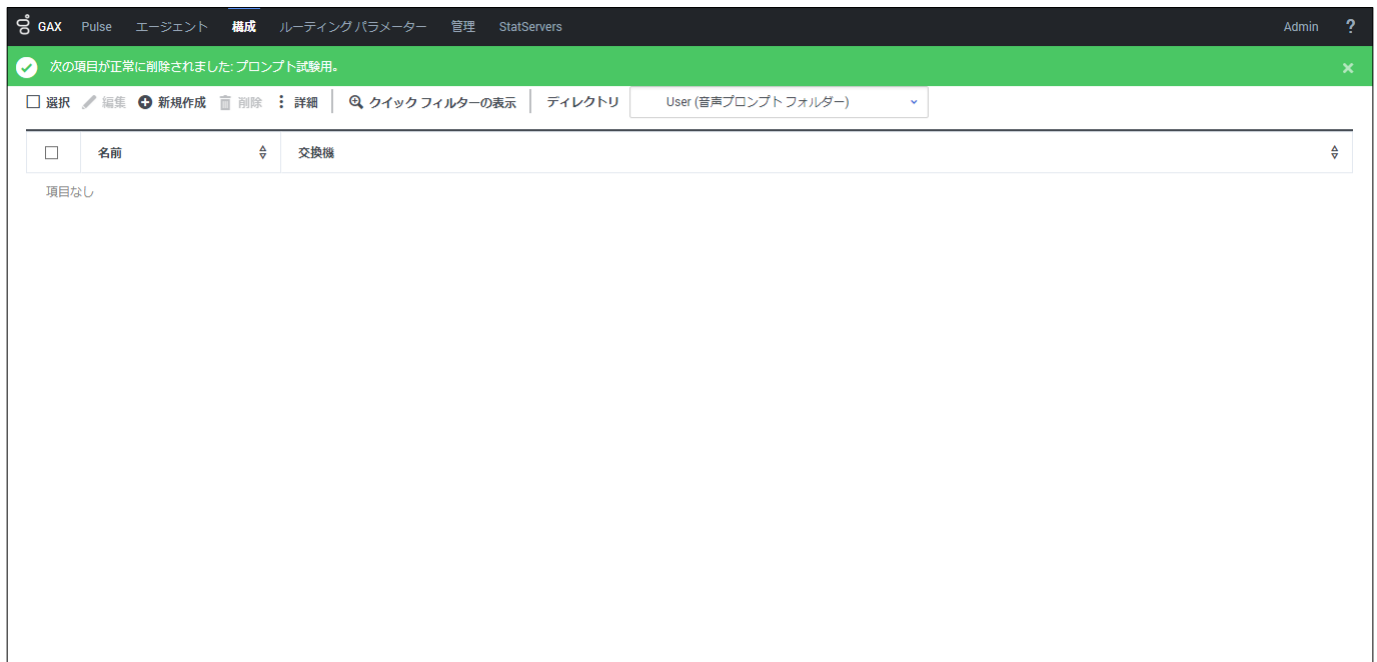 GAX Pulse エージェント 構成 ルーティング パラメーター 管理 StatServers Admin ?
次の項目が正常に削除されました: プロンプト試験用。 ×
選択 編集 新規作成 削除 詳細 クイック フィルターの表示 ディレクトリ User (音声プロンプト フォルダー)
名前 交換機
項目なし